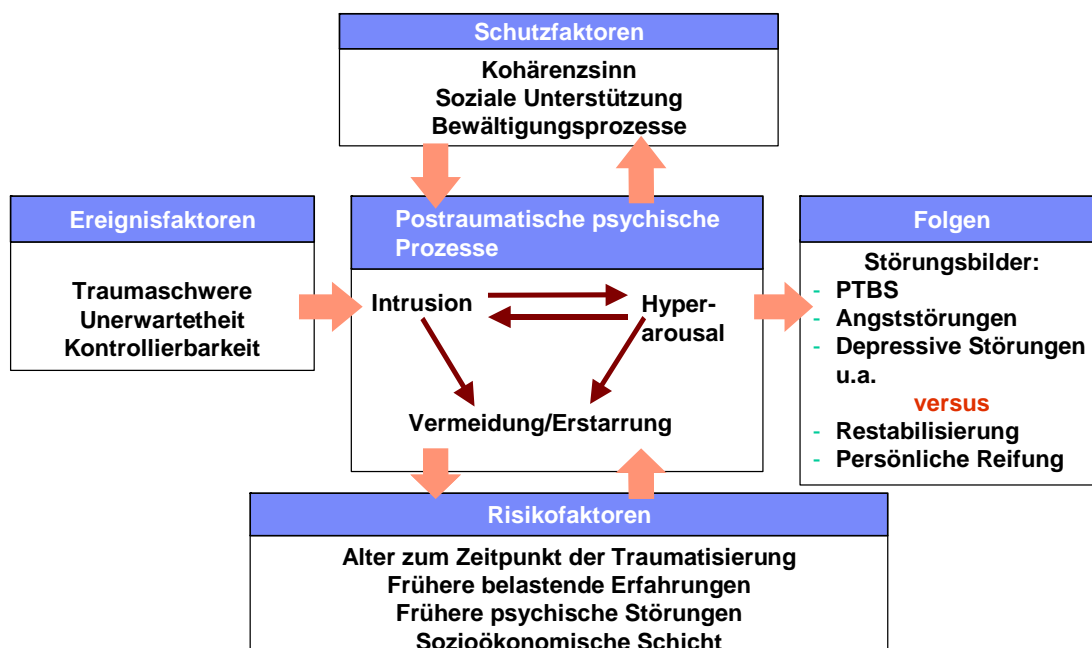 Schutzfaktoren
Kohärenzsinn
Soziale Unterstützung
Bewältigungsprozesse
Ereignisfaktoren
Traumaschwere
Unerwartetheit
Kontrollierbarkeit
Postraumatische psychische
Prozesse
Intrusion
Hyper-
arousal
Vermeidung/Erstarrung
Folgen
Störungsbilder:
- PTBS
- Angststörungen
- Depressive Störungen
u.a.
versus
- Restabilisierung
- Persönliche Reifung
Risikofaktoren
Alter zum Zeitpunkt der Traumatisierung
Frühere belastende Erfahrungen
Frühere psychische Störungen
Sozioökonomische Schicht